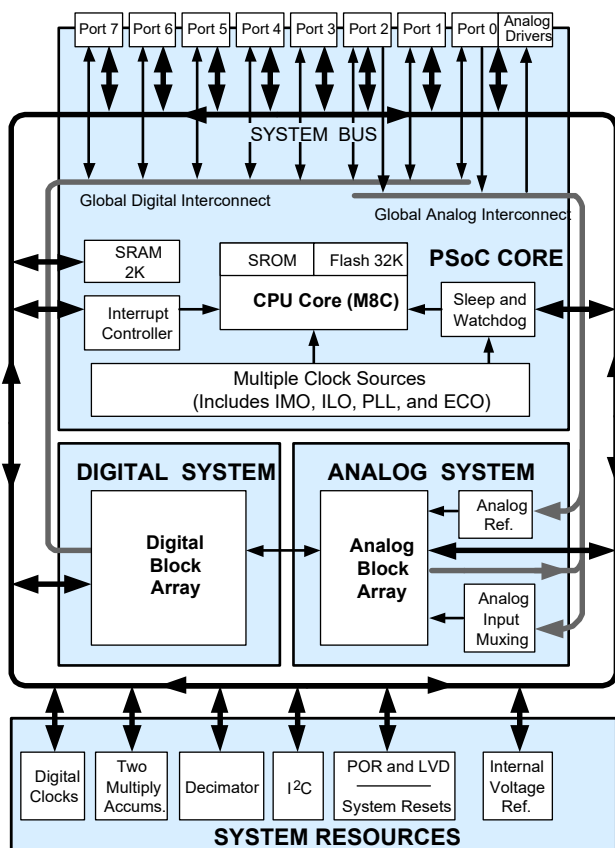 Port 7
Port 6
Port 5
Port 4
Port 3
Port 2
Port 1
Port 0
Analog
Drivers
SYSTEM BUS
Global Digital Interconnect
Global Analog Interconnect
PSoC CORE
SRAM
2K
SROM
Flash 32K
CPU Core (M8C)
Interrupt
Controller
Sleep and
Watchdog
Multiple Clock Sources
(Includes IMO, ILO, PLL, and ECO)
DIGITAL SYSTEM
Digital
Block
Array
ANALOG SYSTEM
Analog
Block
Array
Analog
Ref.
Analog
Input
Muxing
Digital
Clocks
Two
Multiply
Accums.
Decimator
I²C
POR and LVD
System Resets
Internal
Voltage
Ref.
SYSTEM RESOURCES